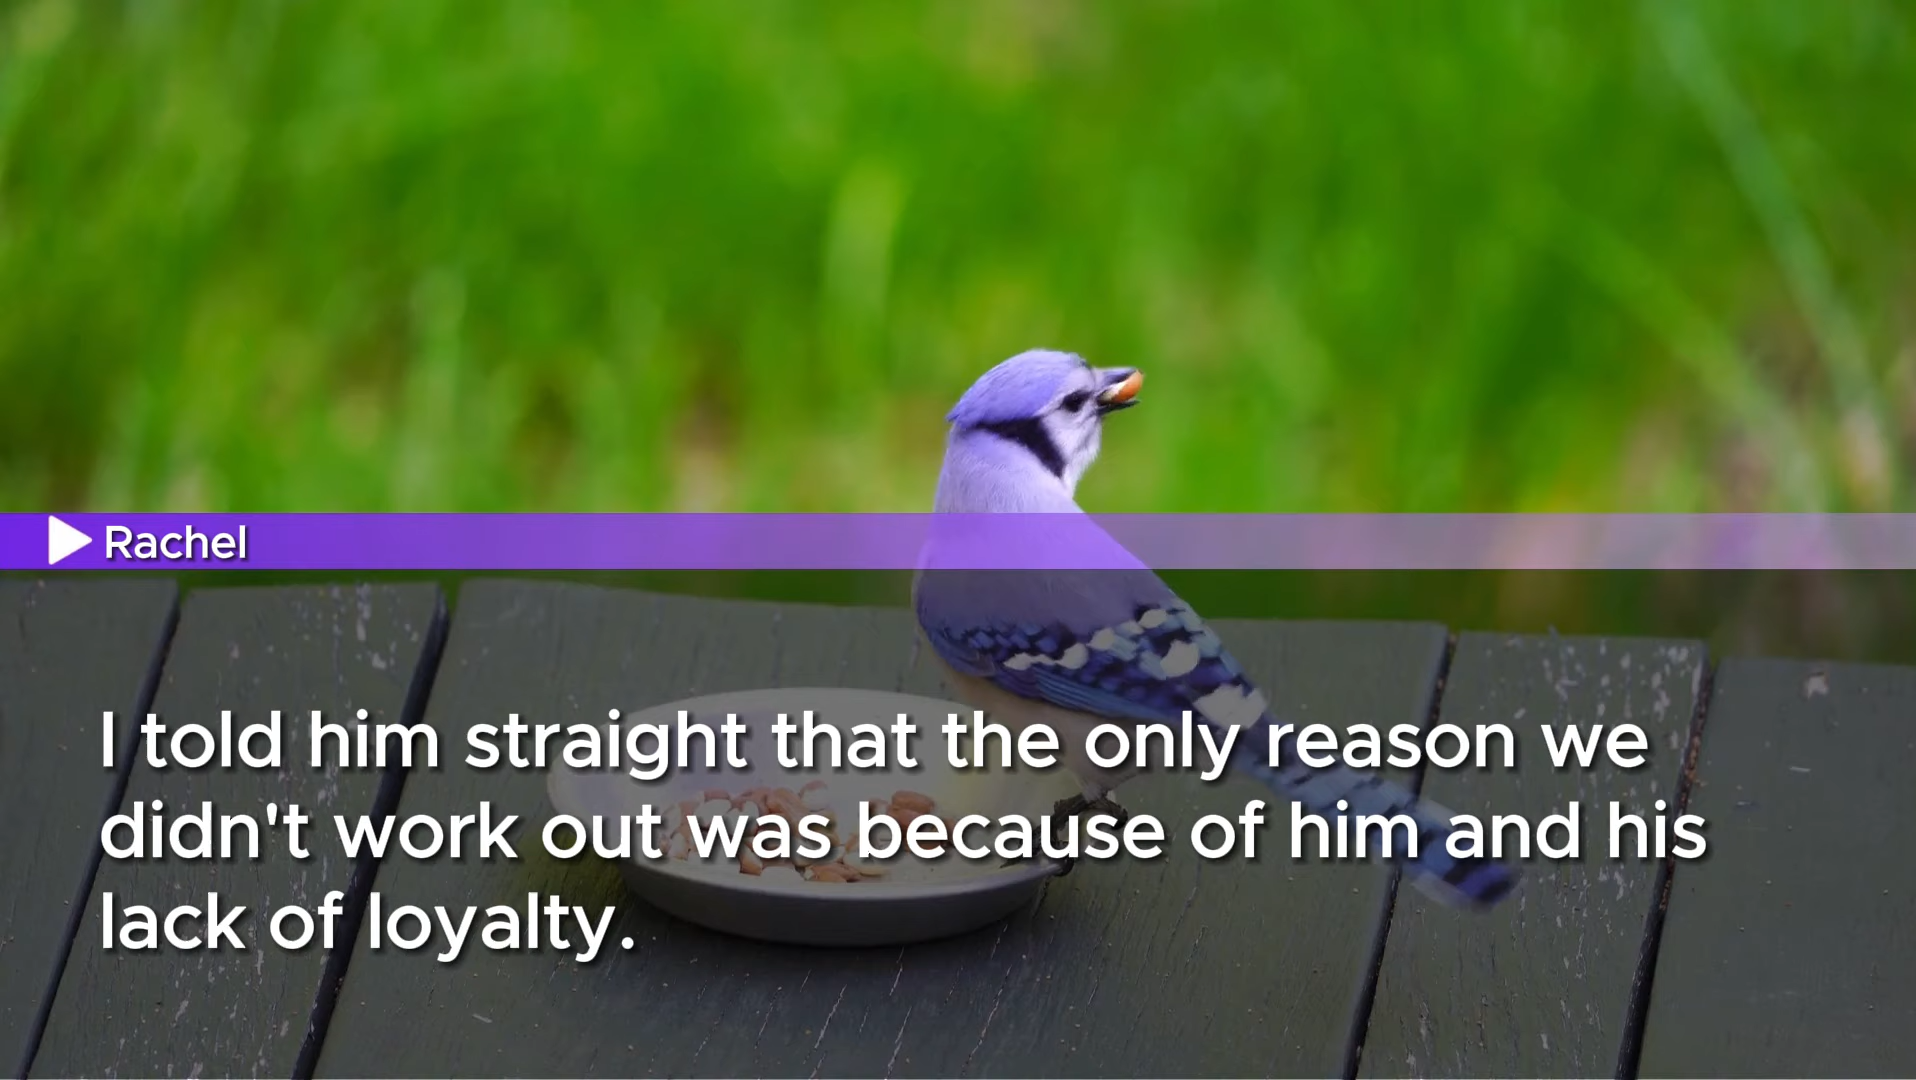 Rachel
I told him straight that the only reason we
didn't work out was because of him and his
lack of loyalty.